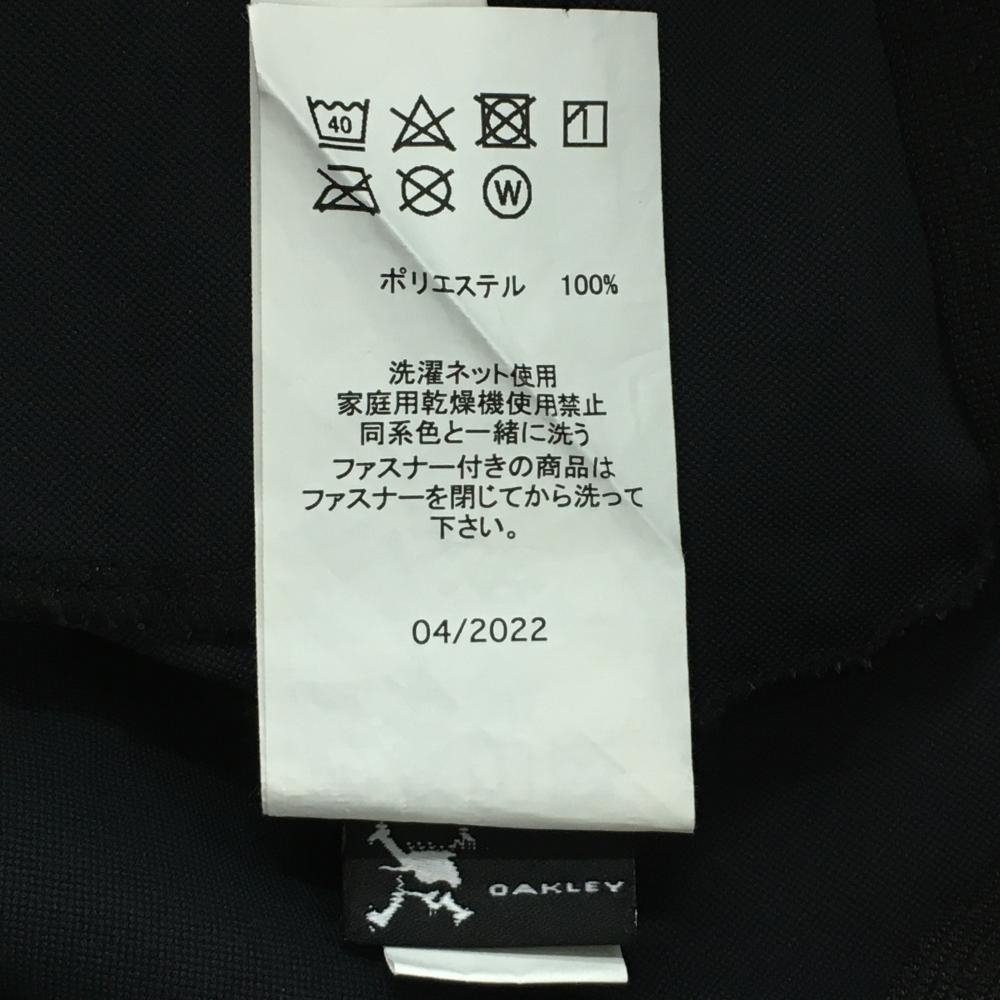 40
W
ポリエステル 100%
洗濯ネット使用
家庭用乾燥機使用禁止
同系色と一緒に洗う
ファスナー付きの商品は
ファスナーを閉じてから洗って
下さい。
04/2022
OAKLEY